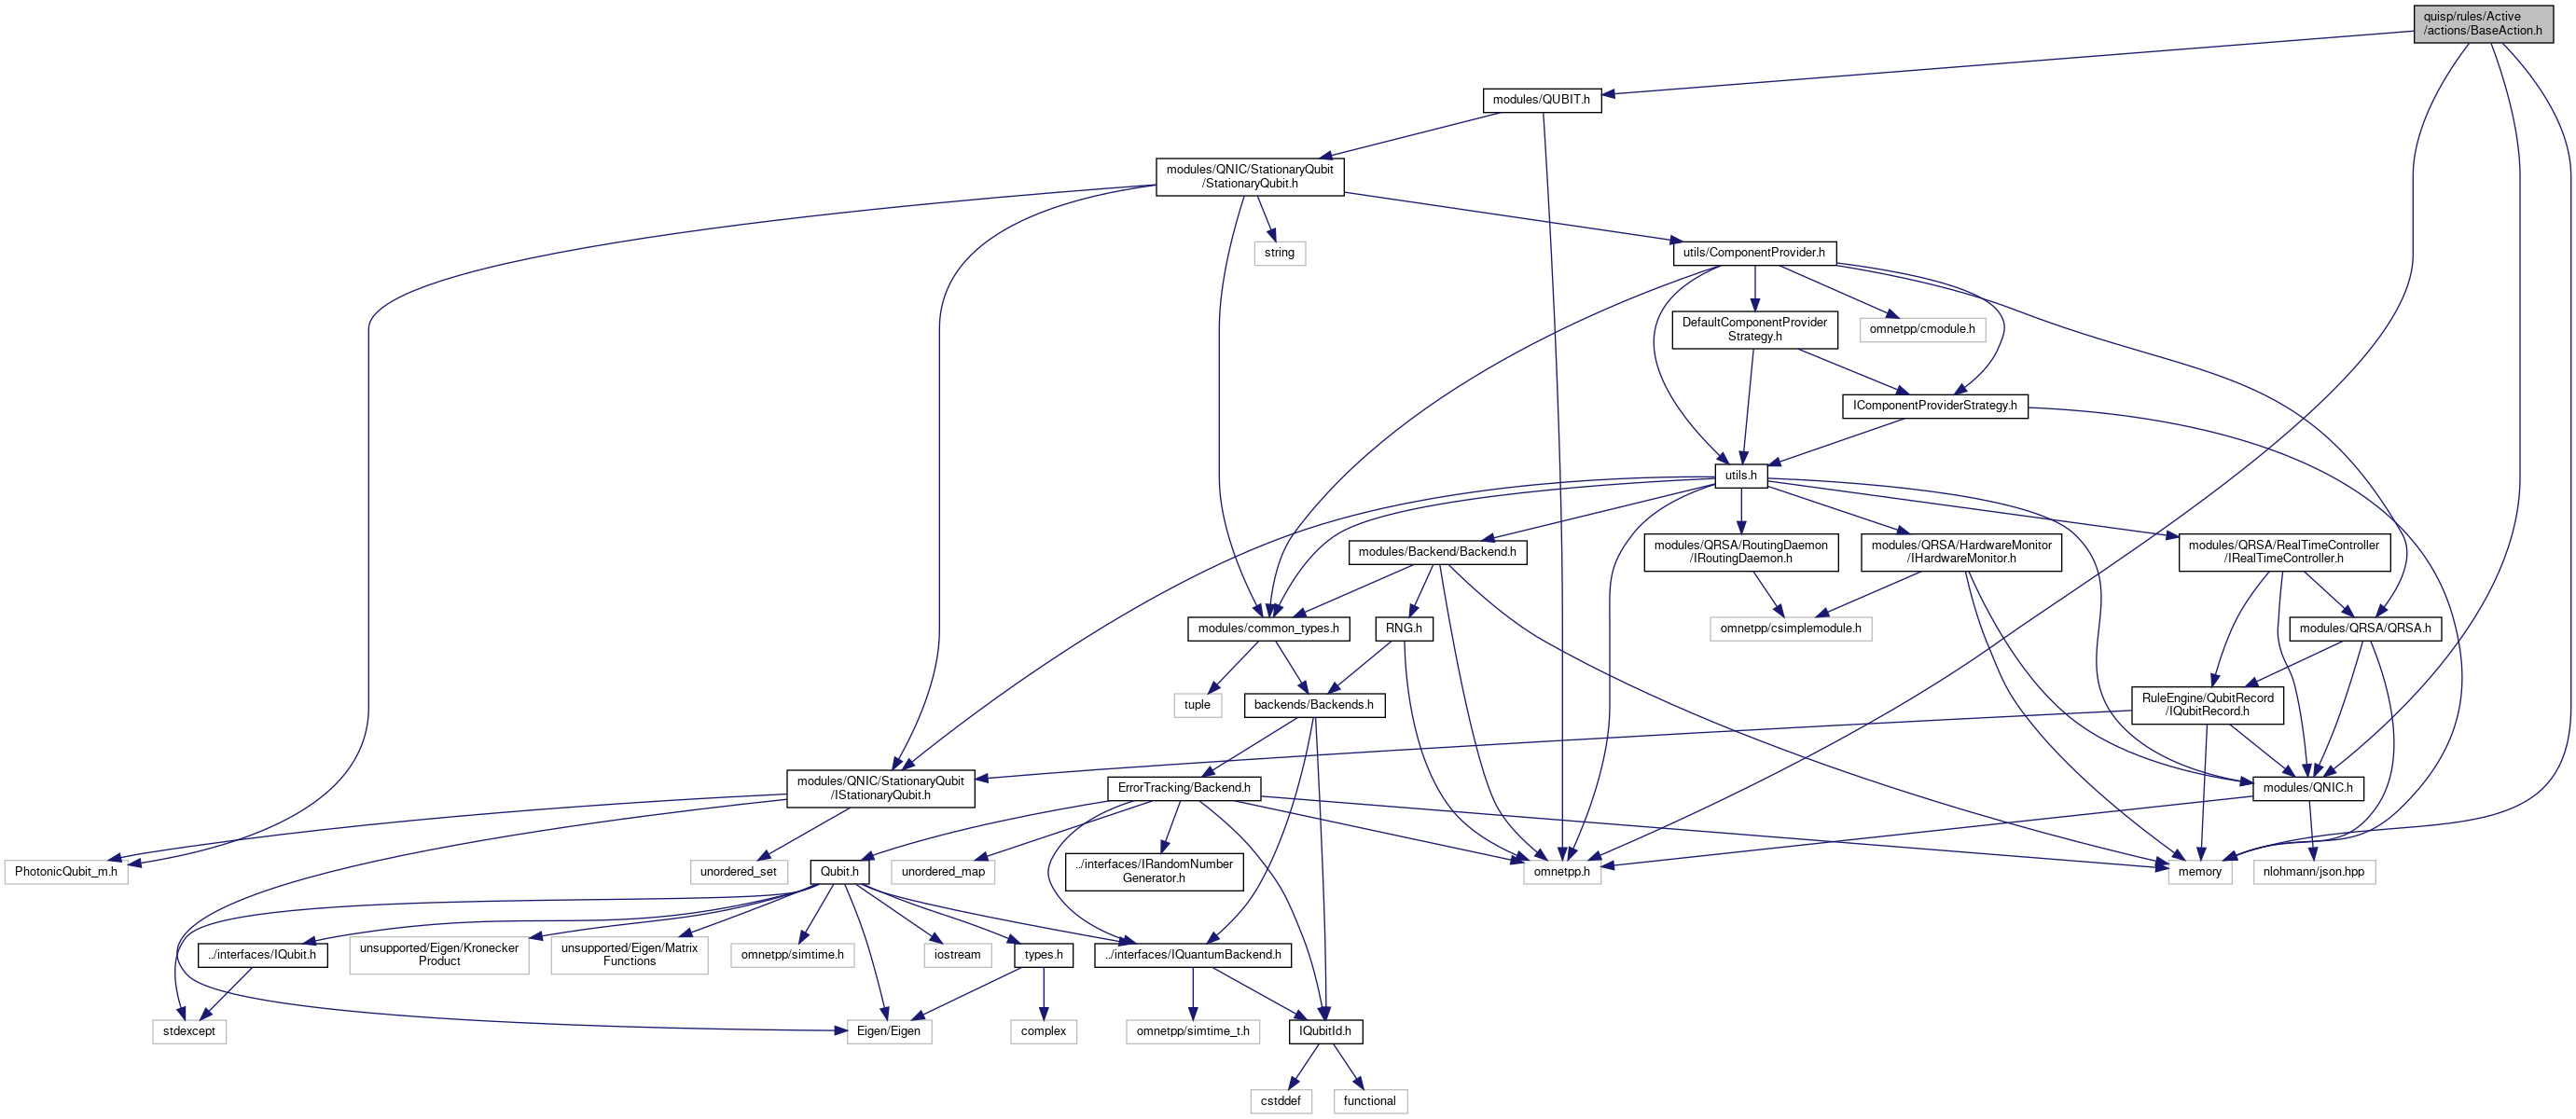 quisp/rules/Active
/actions/BaseAction.h
modules/QUBIT.h
modules/QNIC/StationaryQubit
/StationaryQubit.h
string
utils/ComponentProvider.h
DefaultComponentProvider
Strategy.h
omnetpp/cmodule.h
IComponentProviderStrategy.h
utils.h
modules/Backend/Backend.h
modules/QRSA/RoutingDaemon
/IRoutingDaemon.h
modules/QRSA/HardwareMonitor
/IHardwareMonitor.h
modules/QRSA/RealTimeController
/IRealTimeController.h
modules/common_types.h
RNG.h
omnetpp/csimplemodule.h
modules/QRSA/QRSA.h
tuple
backends/Backends.h
RuleEngine/QubitRecord
/IQubitRecord.h
modules/QNIC/StationaryQubit
/IStationaryQubit.h
ErrorTracking/Backend.h
modules/QNIC.h
PhotonicQubit_m.h
unordered_set
Qubit.h
unordered_map
../interfaces/IRandomNumber
Generator.h
omnetpp.h
memory
nlohmann/json.hpp
../interfaces/IQubit.h
unsupported/Eigen/Kronecker
Product
unsupported/Eigen/Matrix
Functions
omnetpp/simtime.h
iostream
types.h
../interfaces/IQuantumBackend.h
stdexcept
Eigen/Eigen
complex
omnetpp/simtime_t.h
IQubitId.h
cstddef
functional